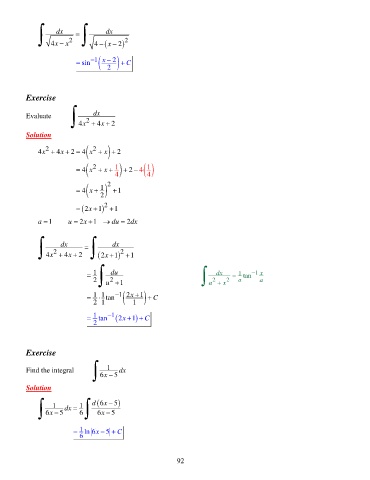 ∫ dx/√(4x − x²) = ∫ dx/√(4 − (x − 2)²)
= sin⁻¹((x − 2)/2) + C
Exercise
Evaluate ∫ dx/(4x² + 4x + 2)
Solution
4x² + 4x + 2 = 4(x² + x) + 2
= 4(x² + x + 1/4) + 2 − 4(1/4)
= 4(x + 1/2)² + 1
= (2x + 1)² + 1
a = 1 u = 2x + 1 → du = 2dx
∫ dx/(4x² + 4x + 2) = ∫ dx/((2x + 1)² + 1)
= 1/2 ∫ du/(u² + 1) ∫ dx/(a² + x²) = 1/a tan⁻¹ x/a
= 1/2 · 1/1 tan⁻¹((2x + 1)/1) + C
= 1/2 tan⁻¹(2x + 1) + C
Exercise
Find the integral ∫ 1/(6x − 5) dx
Solution
∫ 1/(6x − 5) dx = 1/6 ∫ d(6x − 5)/(6x − 5)
= 1/6 ln|6x − 5| + C
92